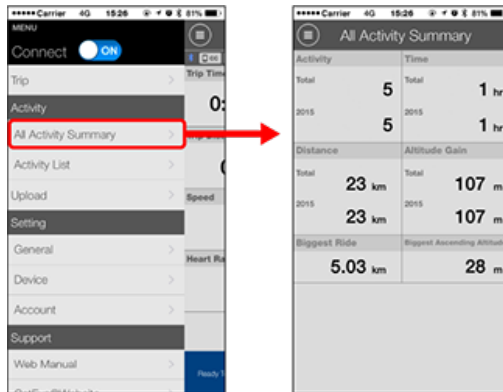 •••••Carrier 4G 15:26 81%
MENU
Connect ON
Trip
Activity
All Activity Summary
Activity List
Upload
Setting
General
Device
Account
Support
Web Manual
Trip Time
0:
0
Speed
Heart Ra
Ready T
•••••Carrier 4G 15:26 81%
All Activity Summary
Activity Time
Total 5 Total 1 hr
2015 5 2015 1 hr
Distance Altitude Gain
Total 23 km Total 107 m
2015 23 km 2015 107 m
Biggest Ride Biggest Ascending Altitude
5.03 km 28 m